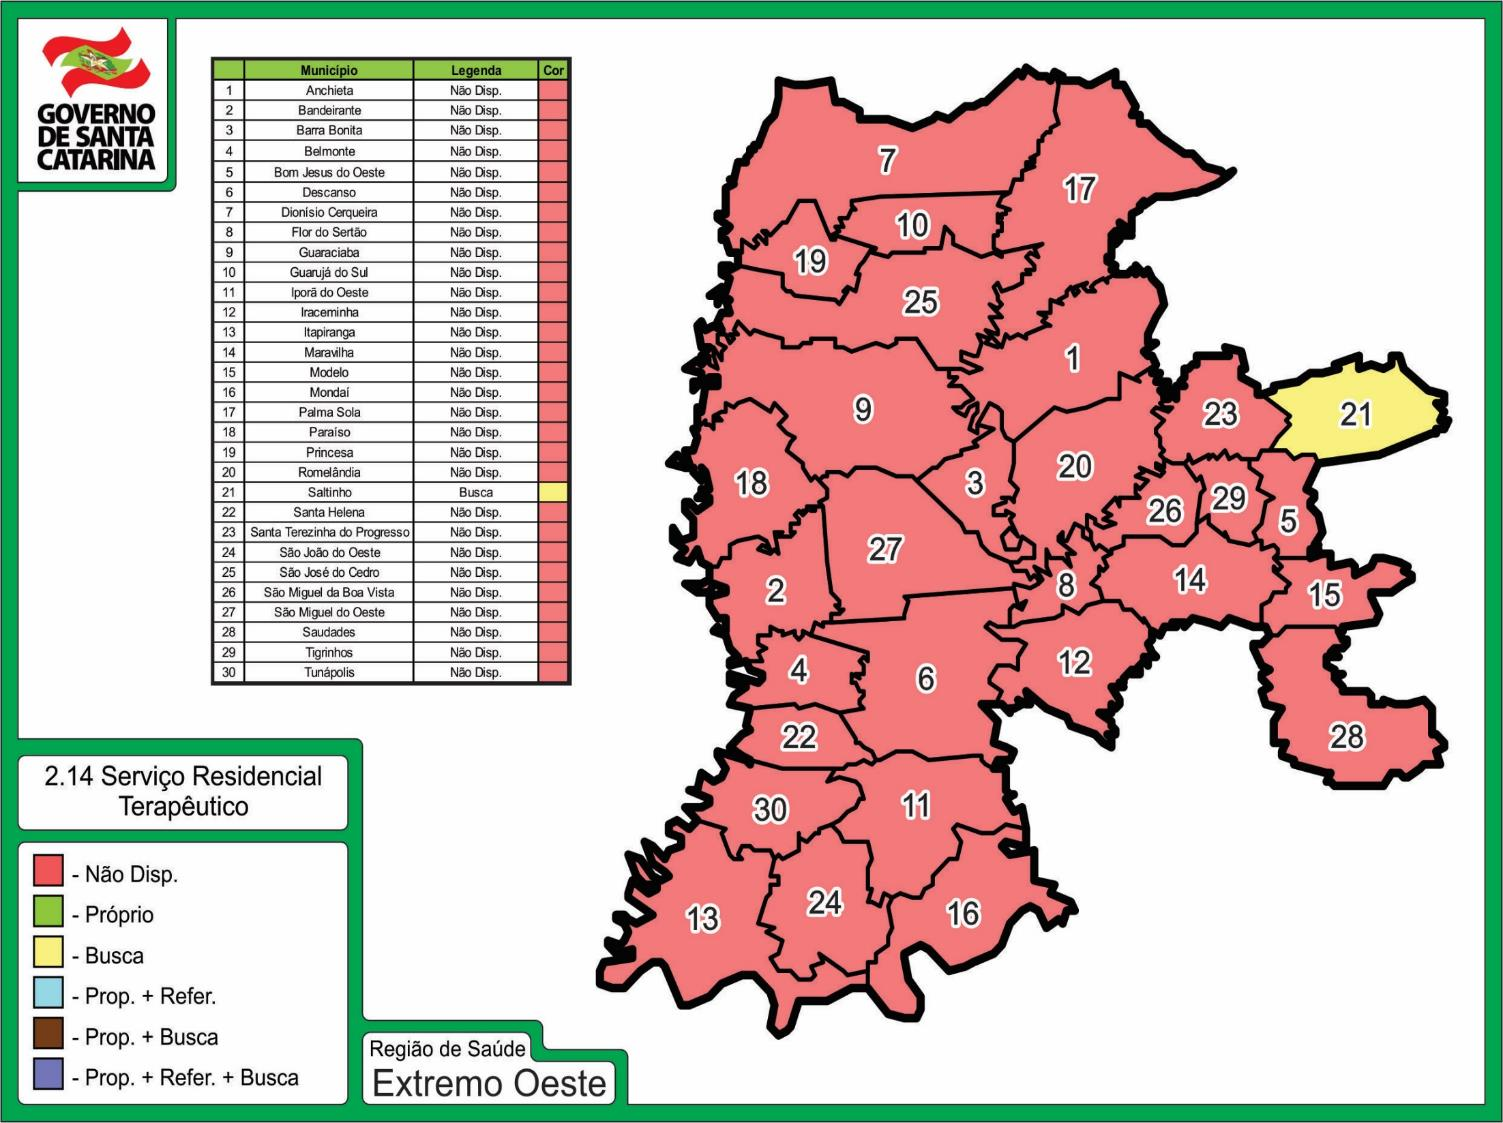 GOVERNO
DE SANTA
CATARINA
Município Legenda Cor
1 Anchieta Não Disp.
2 Bandeirante Não Disp.
3 Barra Bonita Não Disp.
4 Belmonte Não Disp.
5 Bom Jesus do Oeste Não Disp.
6 Descanso Não Disp.
7 Dionísio Cerqueira Não Disp.
8 Flor do Sertão Não Disp.
9 Guaraciaba Não Disp.
10 Guarujá do Sul Não Disp.
11 Iporã do Oeste Não Disp.
12 Iraceminha Não Disp.
13 Itapiranga Não Disp.
14 Maravilha Não Disp.
15 Modelo Não Disp.
16 Mondaí Não Disp.
17 Palma Sola Não Disp.
18 Paraíso Não Disp.
19 Princesa Não Disp.
20 Romelândia Não Disp.
21 Saltinho Busca
22 Santa Helena Não Disp.
23 Santa Terezinha do Progresso Não Disp.
24 São João do Oeste Não Disp.
25 São José do Cedro Não Disp.
26 São Miguel da Boa Vista Não Disp.
27 São Miguel do Oeste Não Disp.
28 Saudades Não Disp.
29 Tigrinhos Não Disp.
30 Tunápolis Não Disp.
7
17
10
19
25
1
9
23
21
20
18
3
26
29
5
27
8
14
2
15
12
4
6
22
28
30
11
24
13
16
2.14 Serviço Residencial
Terapêutico
- Não Disp.
- Próprio
- Busca
- Prop. + Refer.
- Prop. + Busca
- Prop. + Refer. + Busca
Região de Saúde
Extremo Oeste